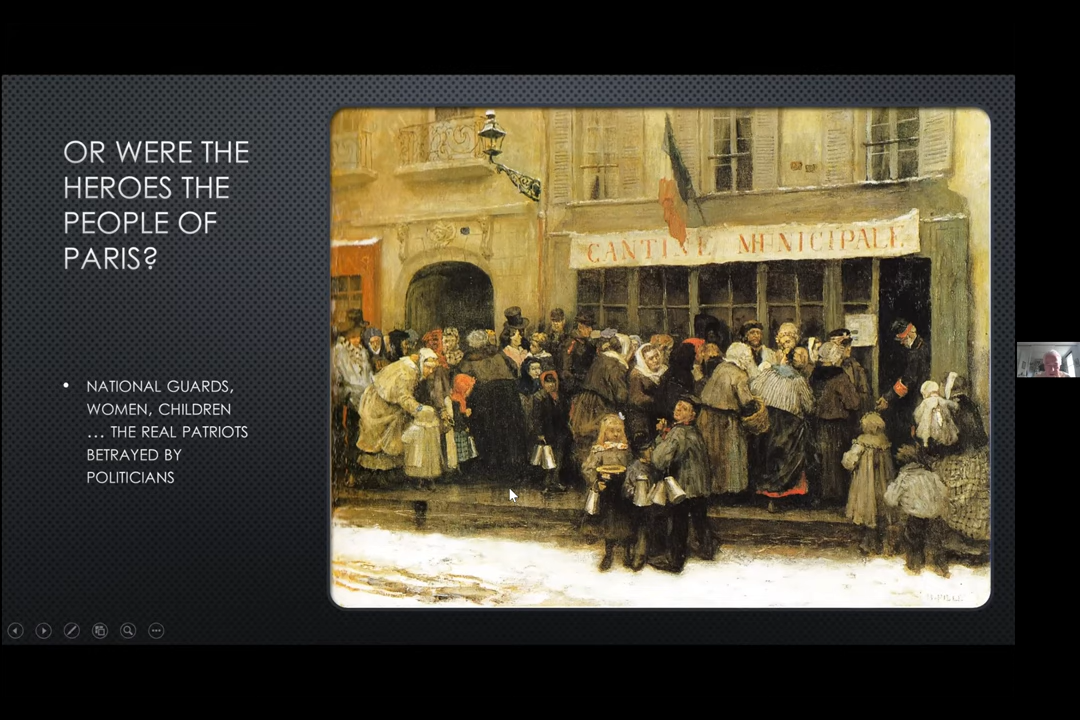 OR WERE THE
HEROES THE
PEOPLE OF
PARIS?
• NATIONAL GUARDS,
WOMEN, CHILDREN
... THE REAL PATRIOTS
BETRAYED BY
POLITICIANS
CANTINE MUNICIPALE